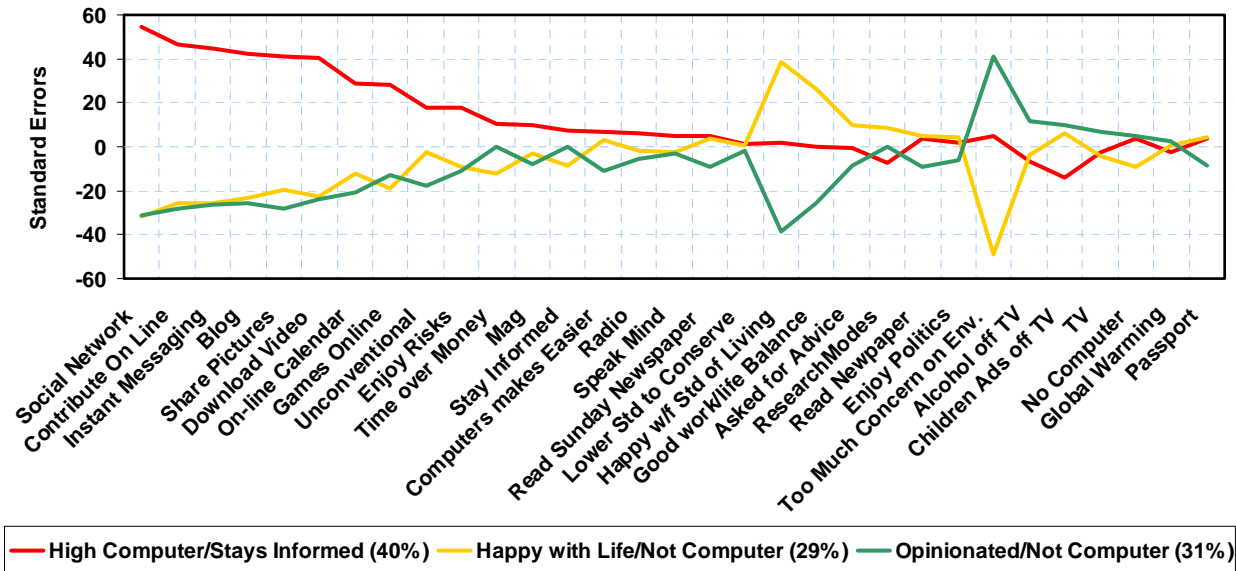 Standard Errors
60
40
20
0
-20
-40
-60
Social Network
Contribute On Line
Instant Messaging
Blog
Share Pictures
Download Video
On-line Calendar
Games Online
Unconventional
Enjoy Risks
Time over Money
Mag
Stay Informed
Computers makes Easier
Radio
Speak Mind
Read Sunday Newspaper
Lower Std to Conserve
Happy w/f Std of Living
Good work/life Balance
Asked for Advice
ResearchModes
Read Newpaper
Enjoy Politics
Too Much Concern on Env.
Alcohol off TV
Children Ads off TV
TV
No Computer
Global Warming
Passport
High Computer/Stays Informed (40%)
Happy with Life/Not Computer (29%)
Opinionated/Not Computer (31%)